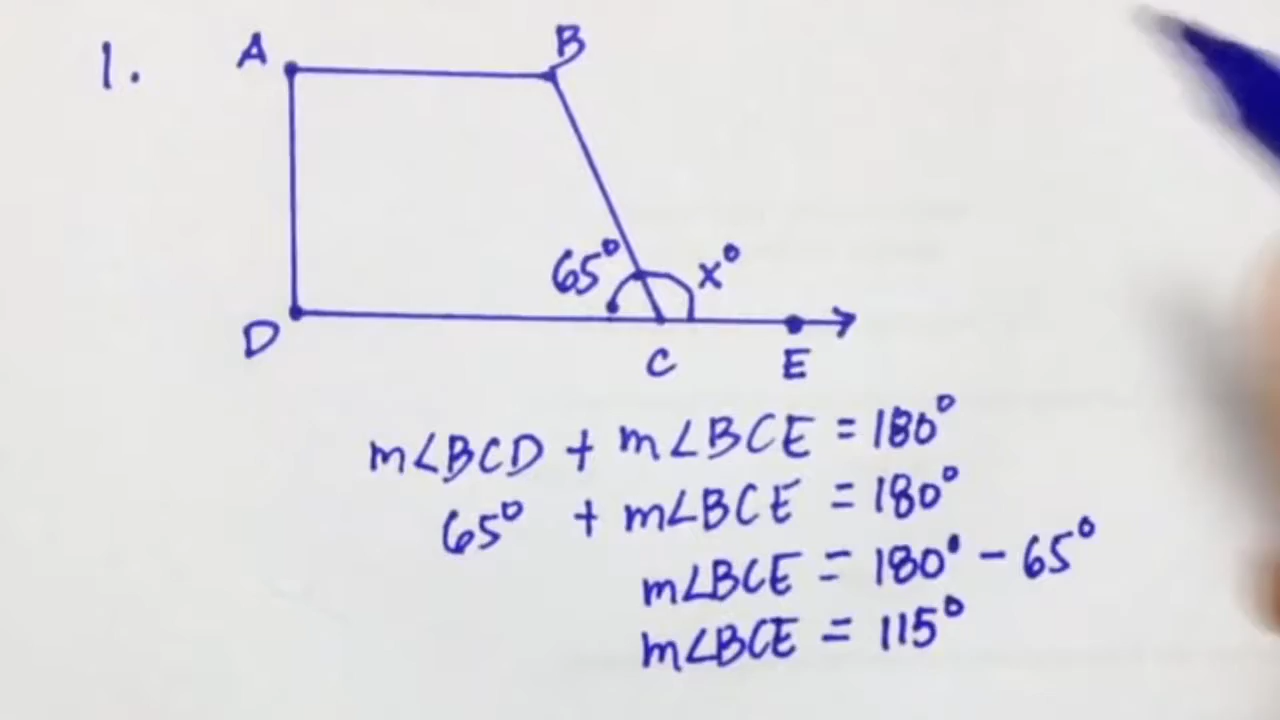 1.
A B
65° x°
D C E
m∠BCD + m∠BCE = 180°
65° + m∠BCE = 180°
m∠BCE = 180° - 65°
m∠BCE = 115°